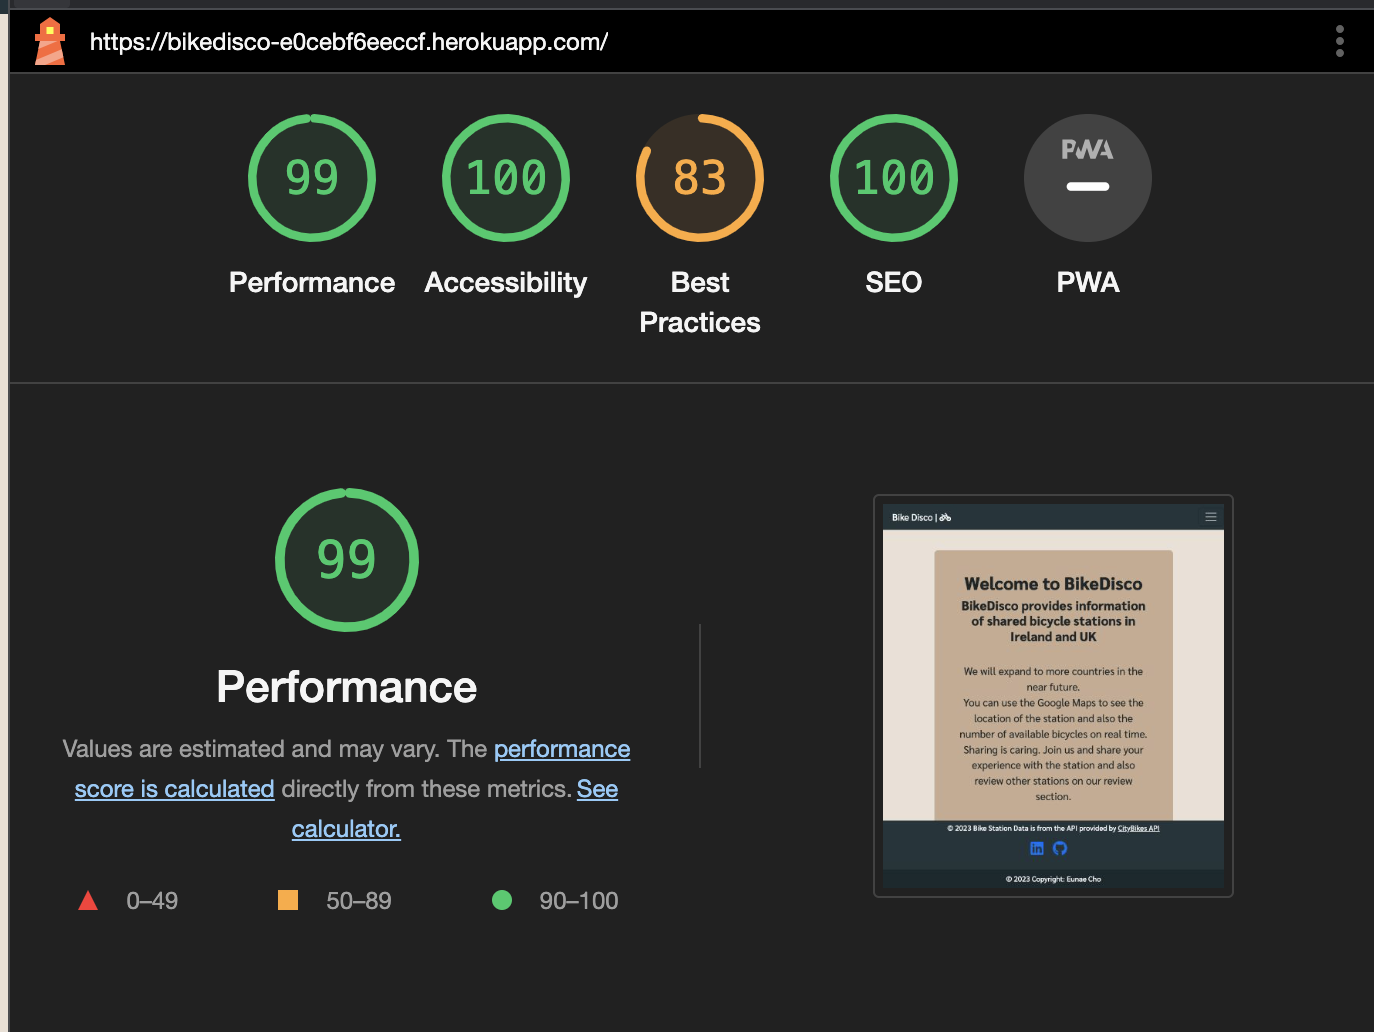 https://bikedisco-e0cebf6eeccf.herokuapp.com/
99
100
83
100
PWA
Performance
Accessibility
Best
Practices
SEO
PWA
99
Performance
Values are estimated and may vary. The performance
score is calculated directly from these metrics. See
calculator.
0–49
50–89
90–100
Bike Disco |
Welcome to BikeDisco
BikeDisco provides information
of shared bicycle stations in
Ireland and UK
We will expand to more countries in the
near future.
You can use the Google Maps to see the
location of the station and also the
number of available bicycles on real time.
Sharing is caring. Join us and share your
experience with the station and also
review other stations on our review
section.
© 2023 Bike Station Data is from the API provided by CityBikes API
© 2023 Copyright: Eunae Cho